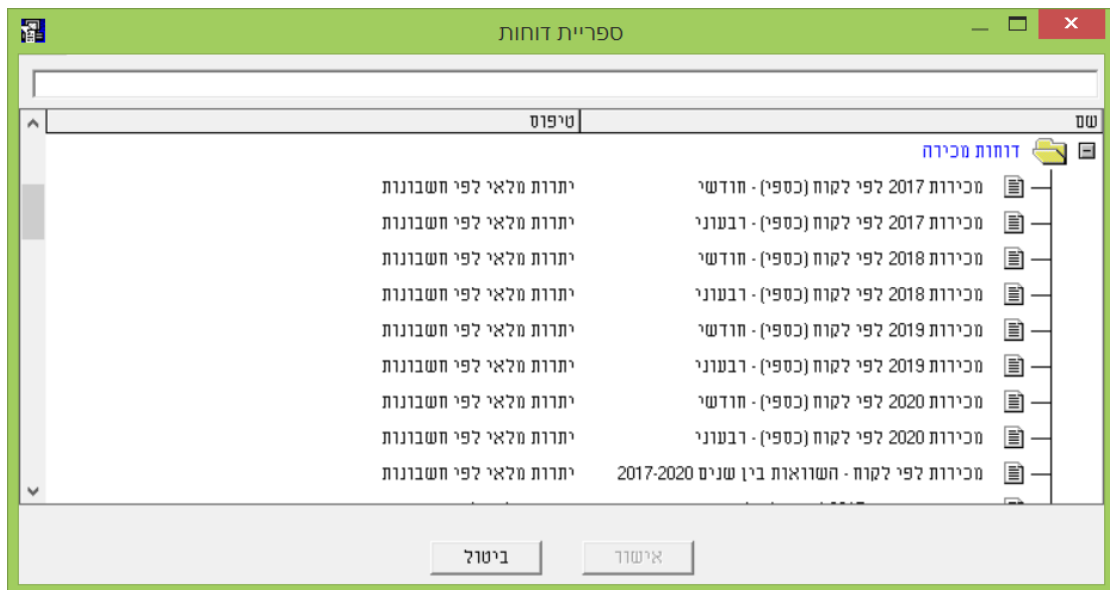 ספריית דוחות
שם טיפוס
דוחות מכירה
מכירות 2017 לפי לקוח (כספי) - חודשי יתרות מלאי לפי חשבונות
מכירות 2017 לפי לקוח (כספי) - רבעוני יתרות מלאי לפי חשבונות
מכירות 2018 לפי לקוח (כספי) - חודשי יתרות מלאי לפי חשבונות
מכירות 2018 לפי לקוח (כספי) - רבעוני יתרות מלאי לפי חשבונות
מכירות 2019 לפי לקוח (כספי) - חודשי יתרות מלאי לפי חשבונות
מכירות 2019 לפי לקוח (כספי) - רבעוני יתרות מלאי לפי חשבונות
מכירות 2020 לפי לקוח (כספי) - חודשי יתרות מלאי לפי חשבונות
מכירות 2020 לפי לקוח (כספי) - רבעוני יתרות מלאי לפי חשבונות
מכירות לפי לקוח - השוואות בין שנים 2017-2020 יתרות מלאי לפי חשבונות
אישור ביטול